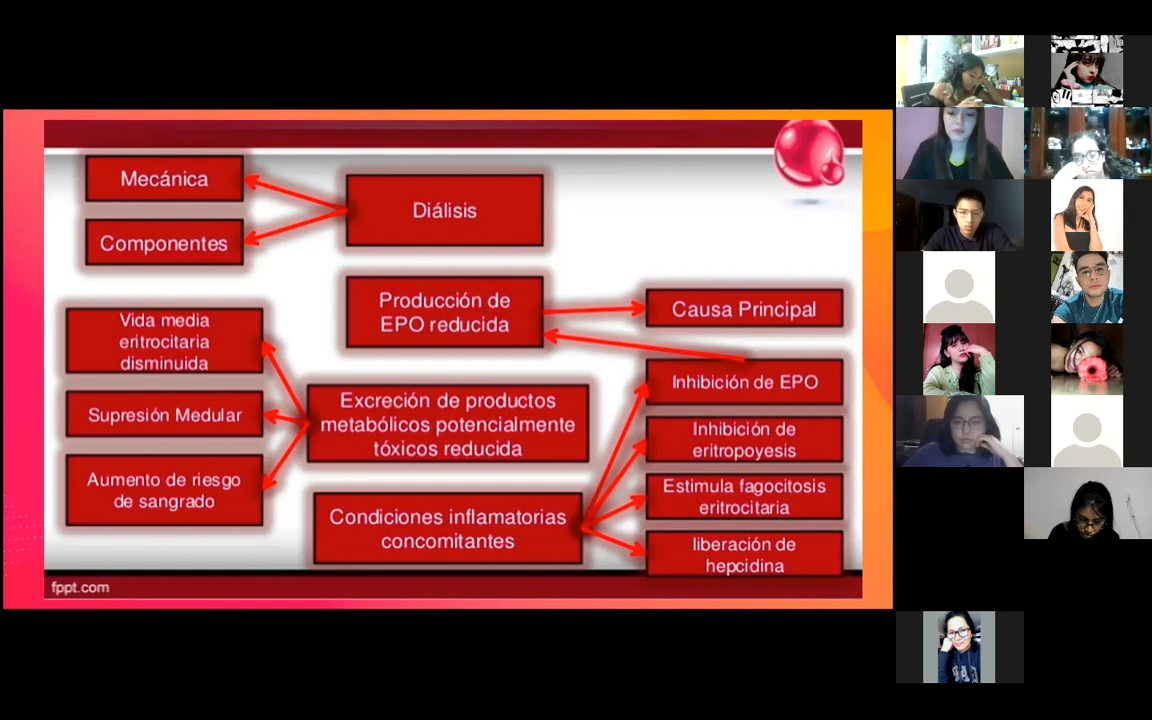 Mecánica
Diálisis
Componentes
Producción de
EPO reducida
Causa Principal
Vida media
eritrocitaria
disminuida
Inhibición de EPO
Supresión Medular
Excreción de productos
metabólicos potencialmente
tóxicos reducida
Inhibición de
eritropoyesis
Aumento de riesgo
de sangrado
Estimula fagocitosis
eritrocitaria
Condiciones inflamatorias
concomitantes
liberación de
hepcidina
fppt.com